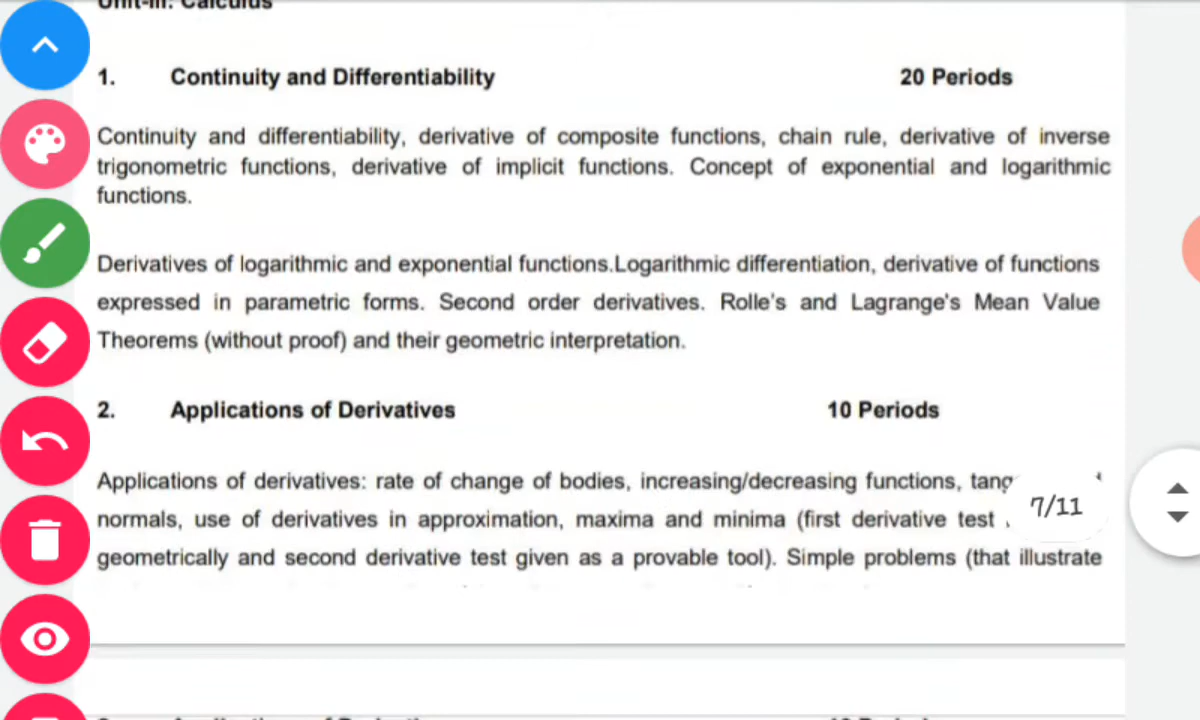 Unit-III: Calculus
1. Continuity and Differentiability 20 Periods
Continuity and differentiability, derivative of composite functions, chain rule, derivative of inverse
trigonometric functions, derivative of implicit functions. Concept of exponential and logarithmic
functions.
Derivatives of logarithmic and exponential functions.Logarithmic differentiation, derivative of functions
expressed in parametric forms. Second order derivatives. Rolle's and Lagrange's Mean Value
Theorems (without proof) and their geometric interpretation.
2. Applications of Derivatives 10 Periods
Applications of derivatives: rate of change of bodies, increasing/decreasing functions,
7/11
normals, use of derivatives in approximation, maxima and minima (first derivative test
geometrically and second derivative test given as a provable tool). Simple problems (that illustrate